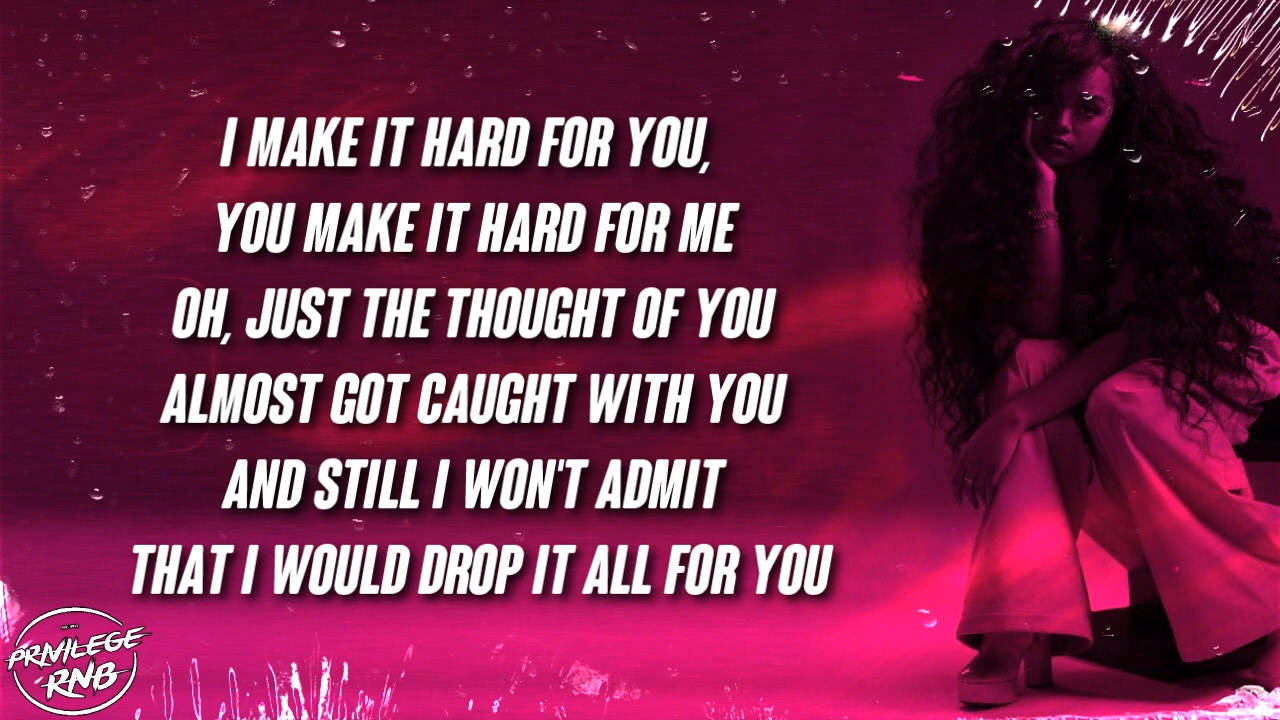 I MAKE IT HARD FOR YOU,
YOU MAKE IT HARD FOR ME
OH, JUST THE THOUGHT OF YOU
ALMOST GOT CAUGHT WITH YOU
AND STILL I WON'T ADMIT
THAT I WOULD DROP IT ALL FOR YOU
PRIVILEGE
RNB